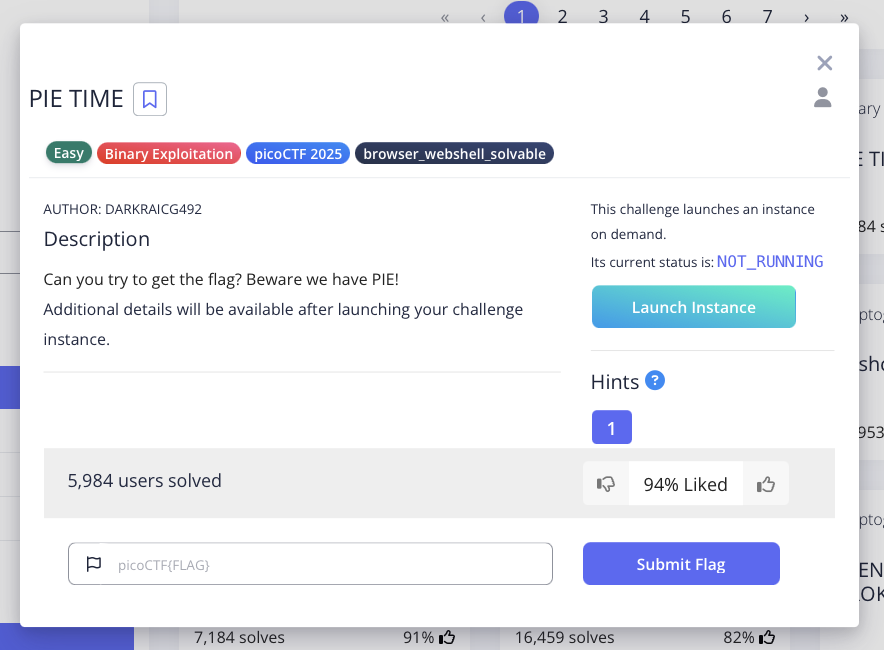 « ‹ 1 2 3 4 5 6 7 › »
PIE TIME
Easy Binary Exploitation picoCTF 2025 browser_webshell_solvable
AUTHOR: DARKRAICG492
Description
Can you try to get the flag? Beware we have PIE!
Additional details will be available after launching your challenge
instance.
This challenge launches an instance
on demand.
Its current status is: NOT_RUNNING
Launch Instance
Hints ?
1
5,984 users solved
94% Liked
picoCTF{FLAG}
Submit Flag
7,184 solves 91%
16,459 solves 82%